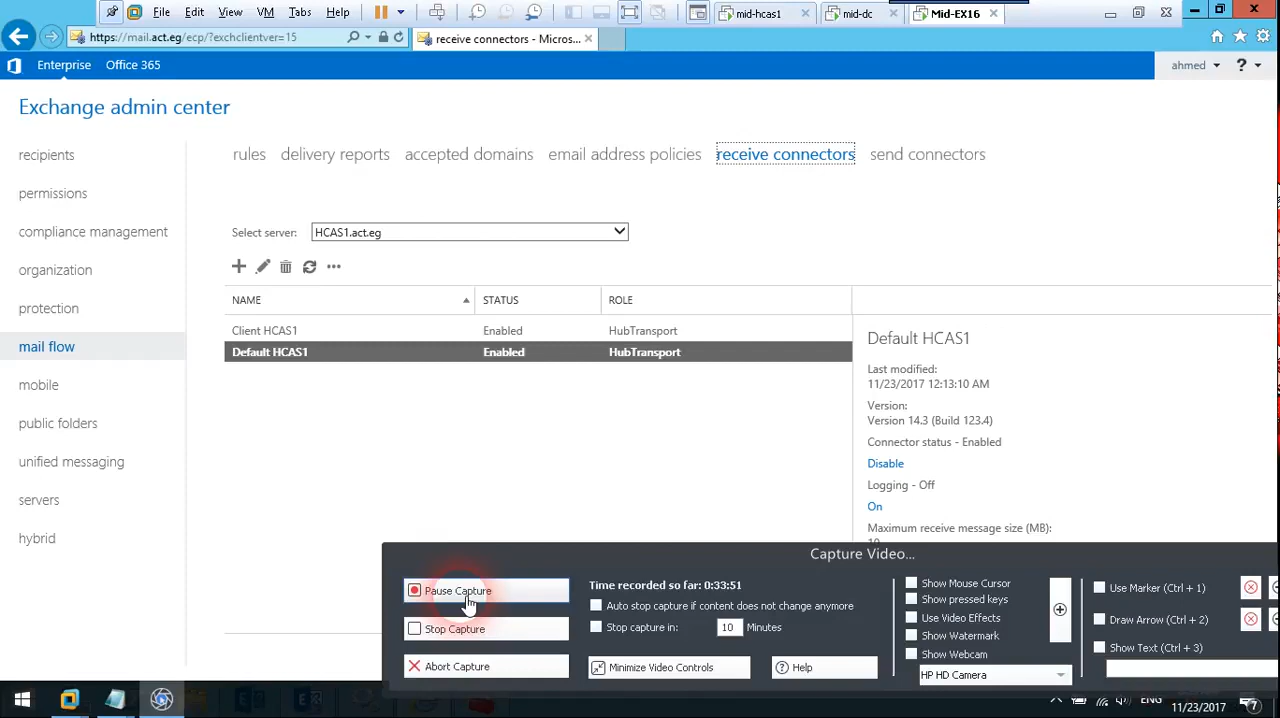 File Edit View VM Tabs Help mid-hcas1 mid-dc Mid-EX16
https://mail.act.eg/ecp/?exchclientver=15 receive connectors - Micros...
Enterprise Office 365 ahmed ?
Exchange admin center
recipients
permissions
compliance management
organization
protection
mail flow
mobile
public folders
unified messaging
servers
hybrid
rules delivery reports accepted domains email address policies receive connectors send connectors
Select server: HCAS1.act.eg
NAME STATUS ROLE
Client HCAS1 Enabled HubTransport
Default HCAS1 Enabled HubTransport
Default HCAS1
Last modified:
11/23/2017 12:13:10 AM
Version:
Version 14.3 (Build 123.4)
Connector status - Enabled
Disable
Logging - Off
On
Maximum receive message size (MB):
10
Capture Video...
Pause Capture
Stop Capture
Abort Capture
Time recorded so far: 0:33:51
Auto stop capture if content does not change anymore
Stop capture in: 10 Minutes
Minimize Video Controls Help
Show Mouse Cursor
Show pressed keys
Use Video Effects
Show Watermark
Show Webcam
HP HD Camera
Use Marker (Ctrl + 1)
Draw Arrow (Ctrl + 2)
Show Text (Ctrl + 3)
ENG
11/23/2017 7